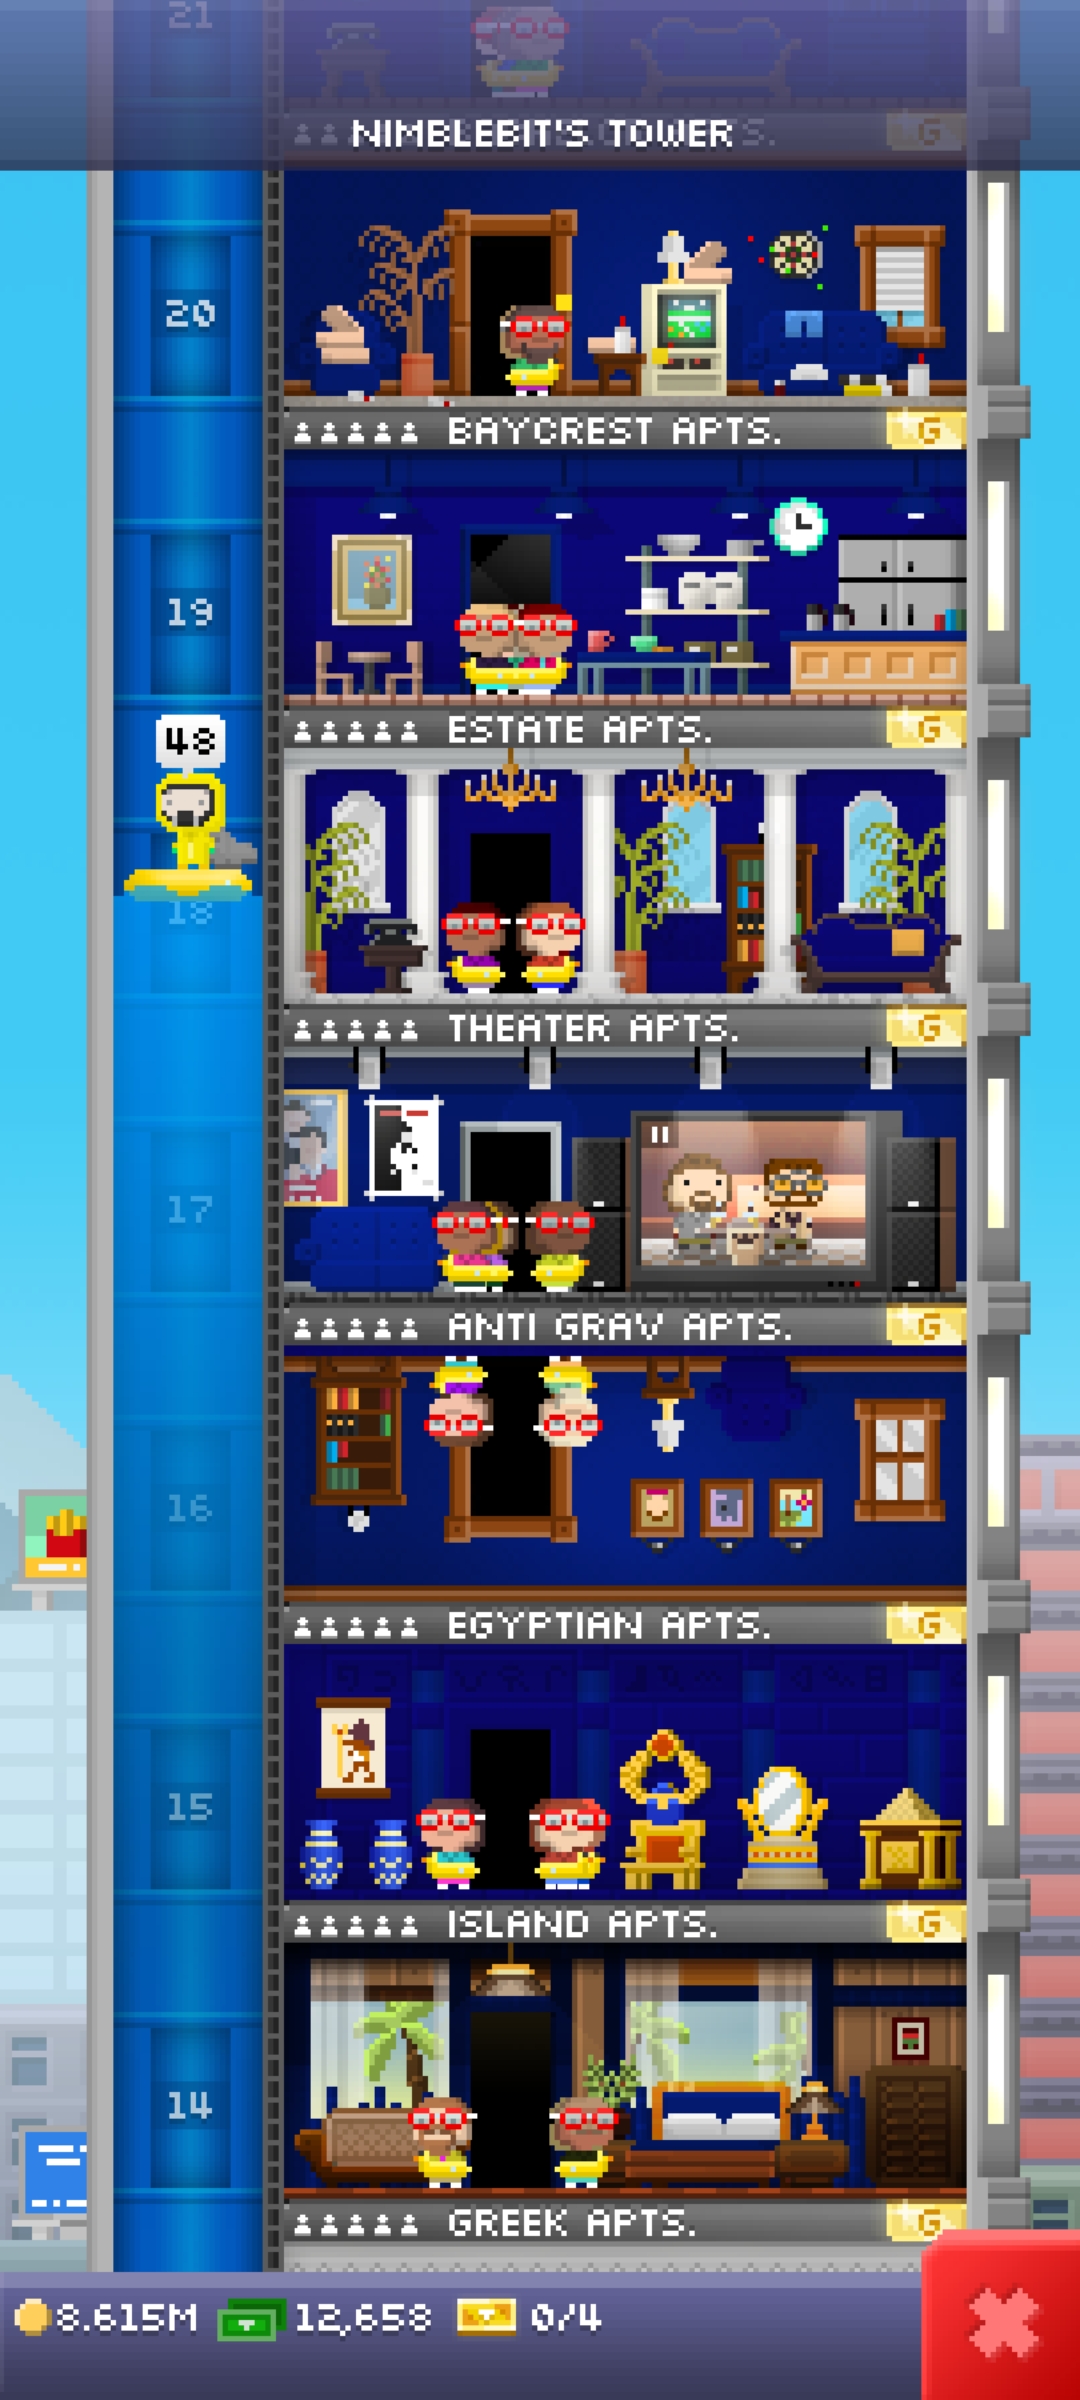 21
NIMBLEBIT'S TOWER
G
20
BAYCREST APTS. G
19
ESTATE APTS. G
48
18
THEATER APTS. G
17
ANTI GRAV APTS. G
16
EGYPTIAN APTS. G
15
ISLAND APTS. G
14
GREEK APTS. G
8.615M 12,658 0/4